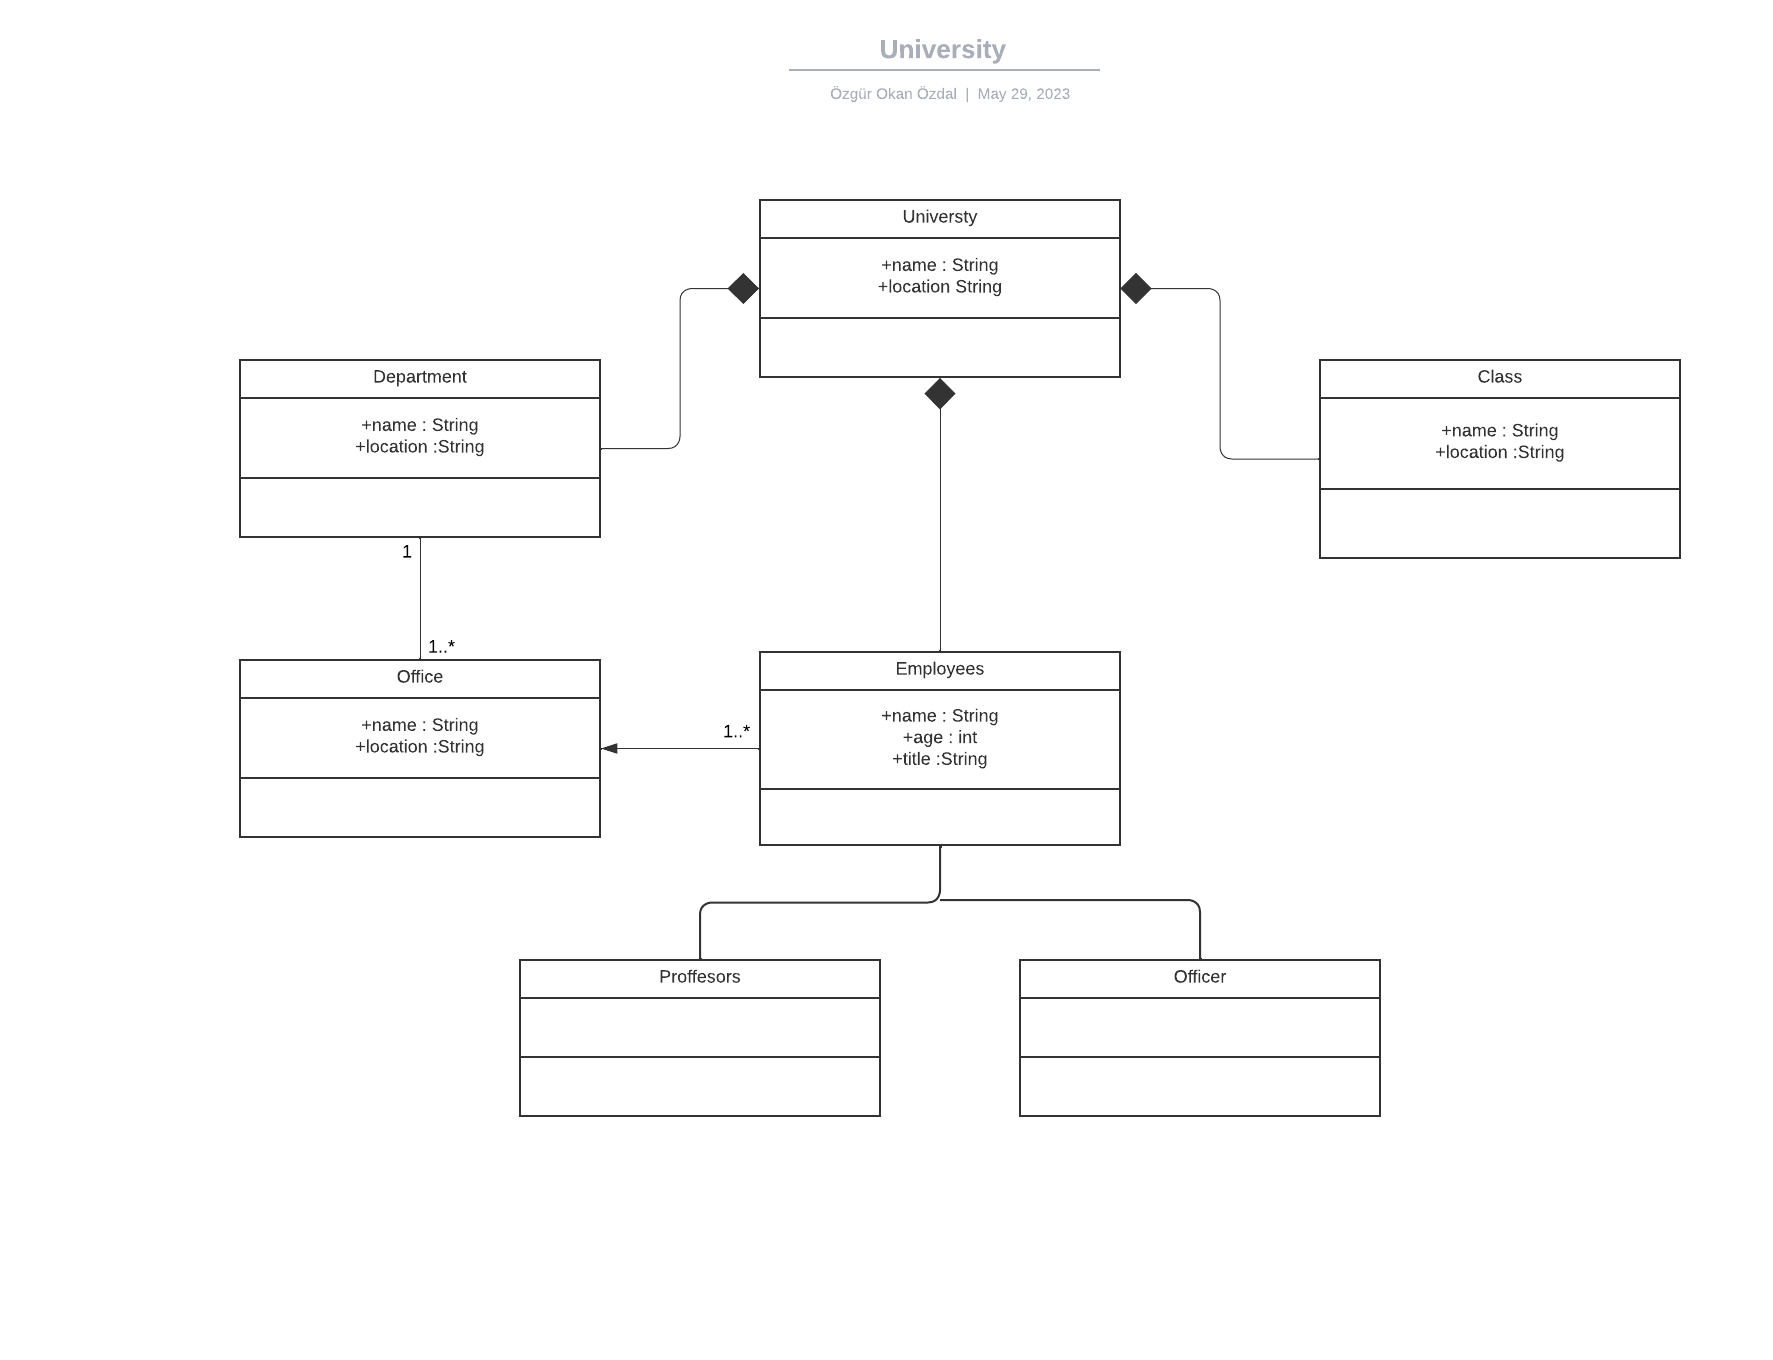 University
Özgür Okan Özdal | May 29, 2023
Universty
+name : String
+location String
Department
+name : String
+location :String
Class
+name : String
+location :String
1
1..*
Office
+name : String
+location :String
1..*
Employees
+name : String
+age : int
+title :String
Proffesors
Officer